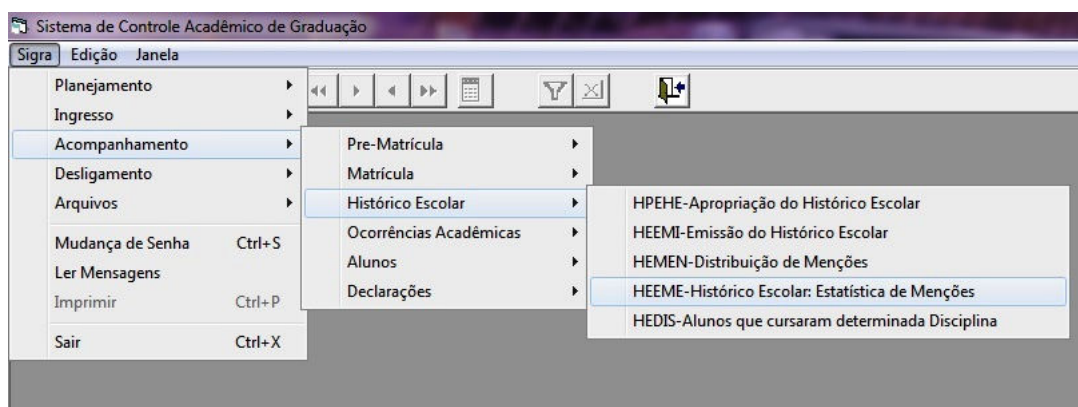 Sistema de Controle Acadêmico de Graduação
Sigra Edição Janela
Planejamento
Ingresso
Acompanhamento
Desligamento
Arquivos
Mudança de Senha Ctrl+S
Ler Mensagens
Imprimir Ctrl+P
Sair Ctrl+X
Pre-Matrícula
Matrícula
Histórico Escolar
Ocorrências Acadêmicas
Alunos
Declarações
HPEHE-Apropriação do Histórico Escolar
HEEMI-Emissão do Histórico Escolar
HEMEN-Distribuição de Menções
HEEME-Histórico Escolar: Estatística de Menções
HEDIS-Alunos que cursaram determinada Disciplina